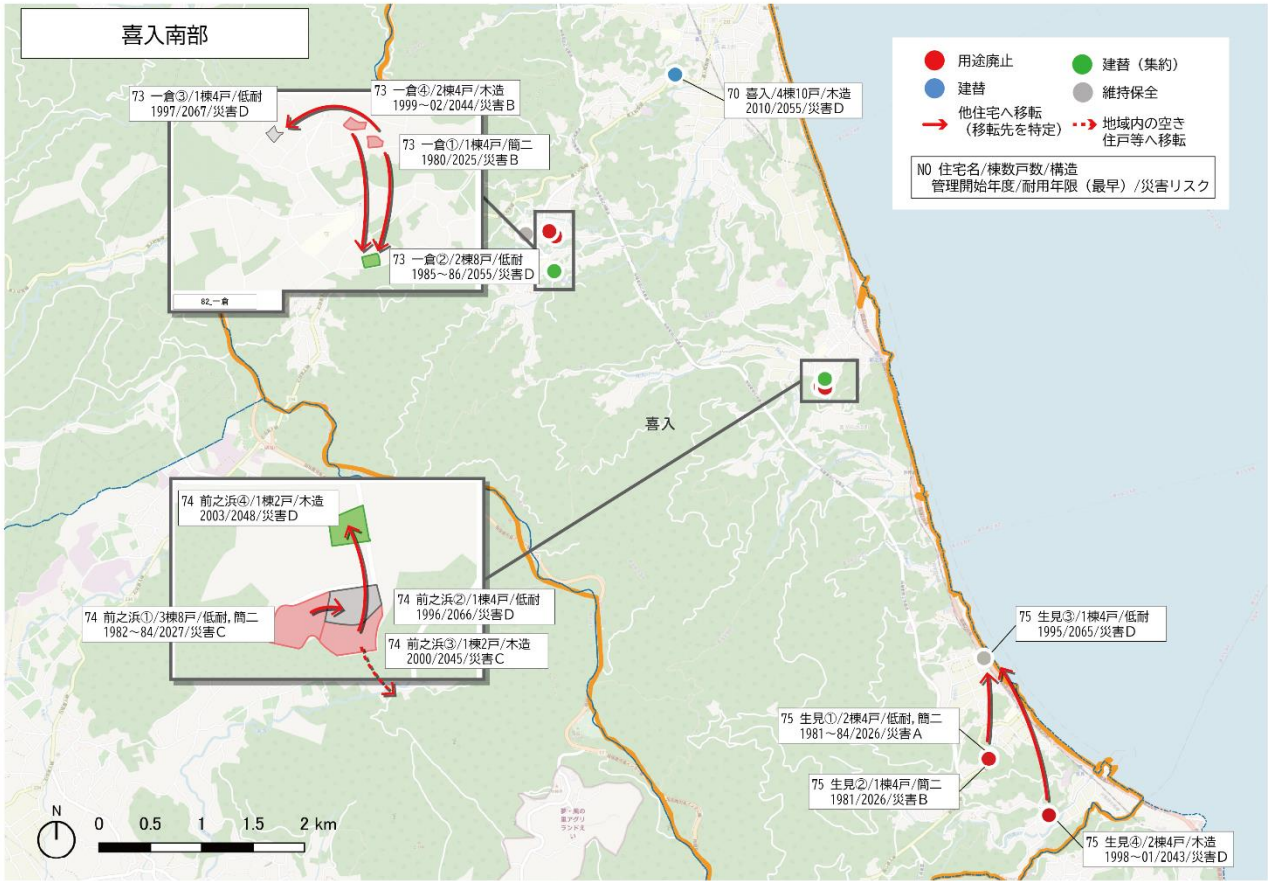 喜入南部
用途廃止
建替（集約）
建替
維持保全
他住宅へ移転
（移転先を特定）
地域内の空き
住戸等へ移転
NO 住宅名/棟数戸数/構造
管理開始年度/耐用年限（最早）/災害リスク
73 一倉③/1棟4戸/低耐
1997/2067/災害D
73 一倉④/2棟4戸/木造
1999～02/2044/災害B
73 一倉①/1棟4戸/簡二
1980/2025/災害B
73 一倉②/2棟8戸/低耐
1985～86/2055/災害D
82_一倉
70 喜入/4棟10戸/木造
2010/2055/災害D
喜入
74 前之浜④/1棟2戸/木造
2003/2048/災害D
74 前之浜①/3棟8戸/低耐,簡二
1982～84/2027/災害C
74 前之浜②/1棟4戸/低耐
1996/2066/災害D
74 前之浜③/1棟2戸/木造
2000/2045/災害C
75 生見③/1棟4戸/低耐
1995/2065/災害D
75 生見①/2棟4戸/低耐,簡二
1981～84/2026/災害A
75 生見②/1棟4戸/簡二
1981/2026/災害B
75 生見④/2棟4戸/木造
1998～01/2043/災害D
N
0 0.5 1 1.5 2 km